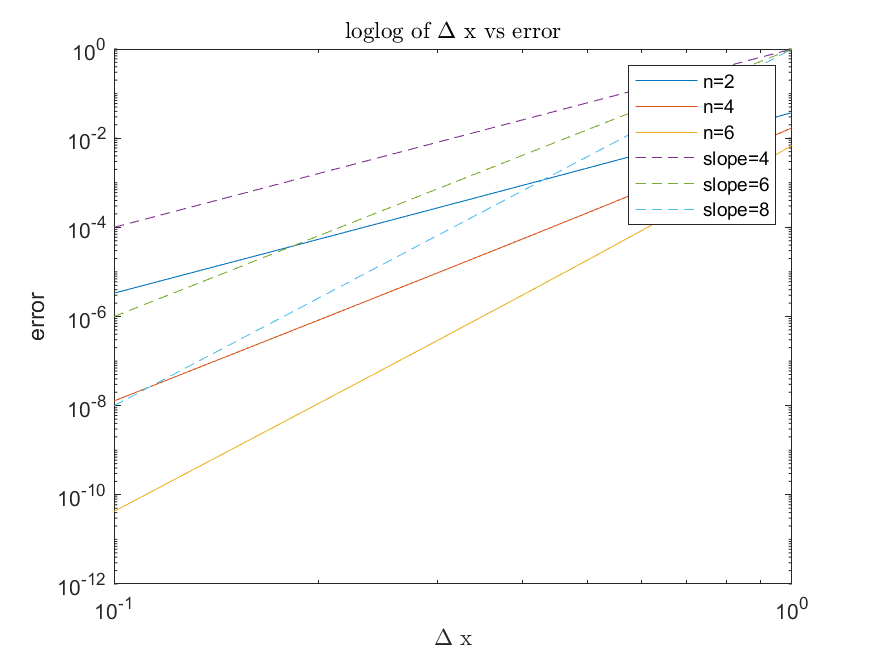 loglog of Δ x vs error
10^0
10^-2
10^-4
10^-6
10^-8
10^-10
10^-12
error
n=2
n=4
n=6
slope=4
slope=6
slope=8
10^-1
10^0
Δ x